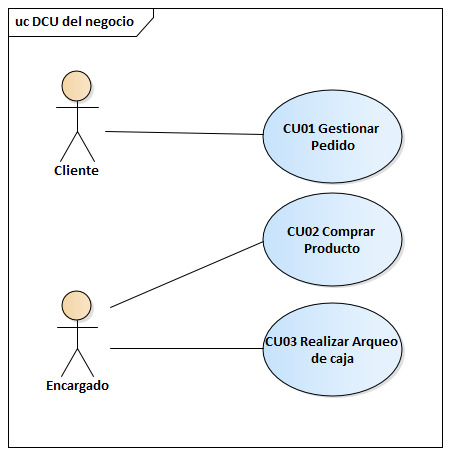 uc DCU del negocio
CU01 Gestionar
Pedido
Cliente
CU02 Comprar
Producto
CU03 Realizar Arqueo
de caja
Encargado